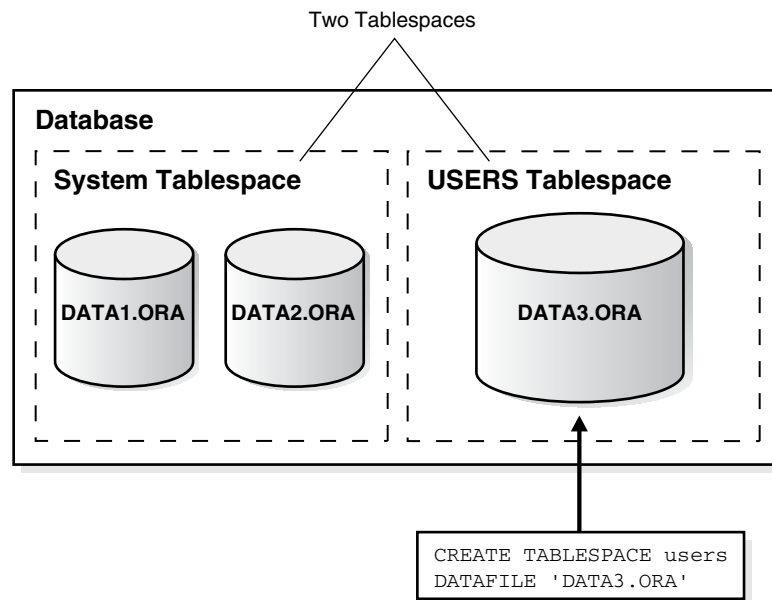 Two Tablespaces
Database
System Tablespace
USERS Tablespace
DATA1.ORA
DATA2.ORA
DATA3.ORA
CREATE TABLESPACE users
DATAFILE 'DATA3.ORA'